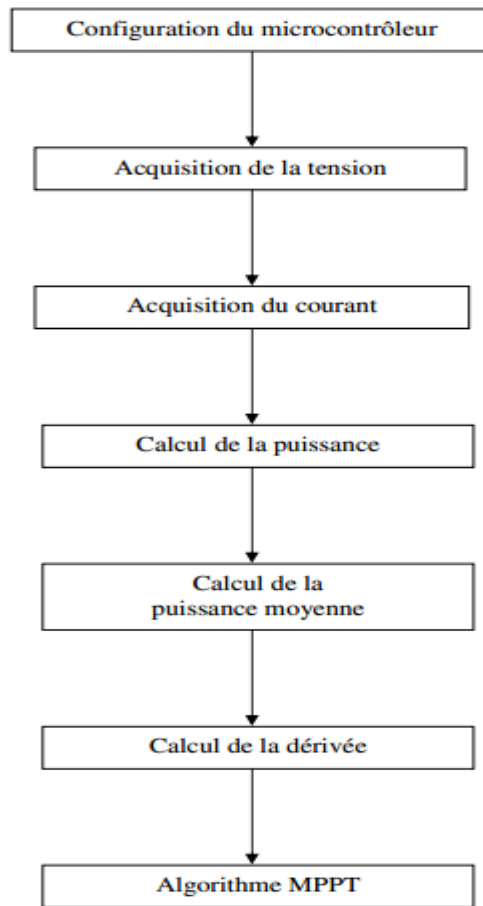 Configuration du microcontrôleur
Acquisition de la tension
Acquisition du courant
Calcul de la puissance
Calcul de la
puissance moyenne
Calcul de la dérivée
Algorithme MPPT